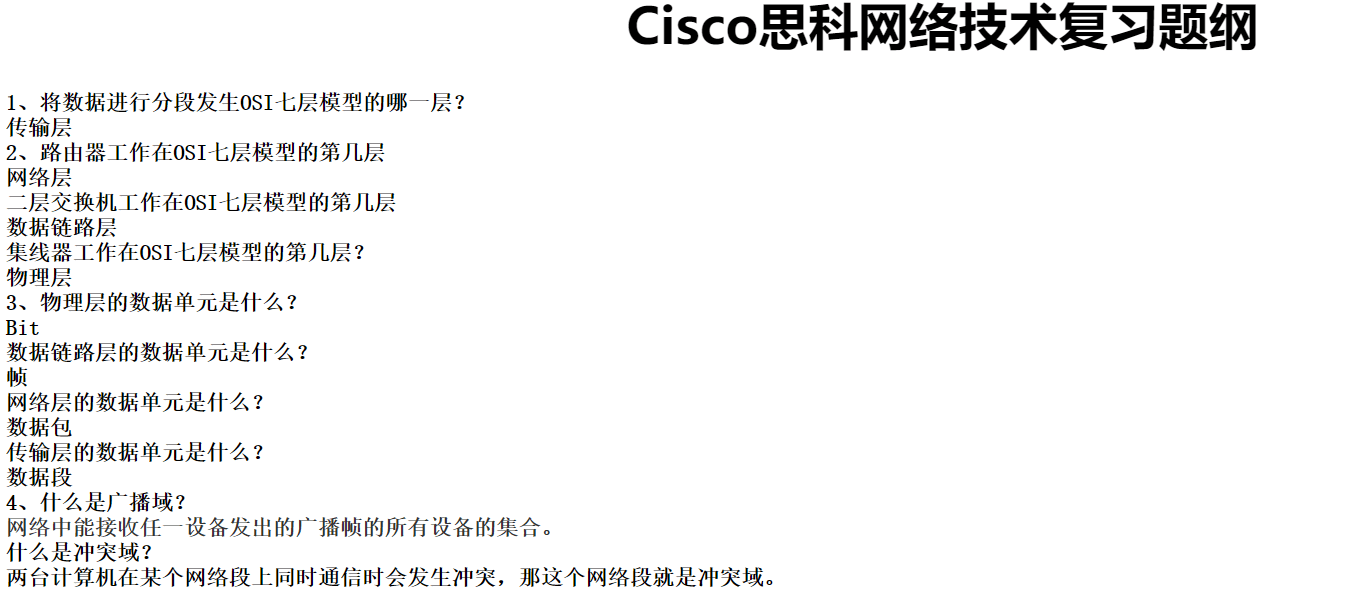 Cisco思科网络技术复习题纲
1、将数据进行分段发生OSI七层模型的哪一层？
传输层
2、路由器工作在OSI七层模型的第几层
网络层
二层交换机工作在OSI七层模型的第几层
数据链路层
集线器工作在OSI七层模型的第几层？
物理层
3、物理层的数据单元是什么？
Bit
数据链路层的数据单元是什么？
帧
网络层的数据单元是什么？
数据包
传输层的数据单元是什么？
数据段
4、什么是广播域？
网络中能接收任一设备发出的广播帧的所有设备的集合。
什么是冲突域？
两台计算机在某个网络段上同时通信时会发生冲突，那这个网络段就是冲突域。